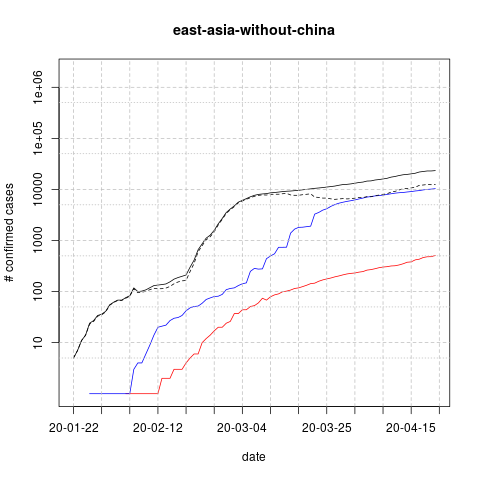 east-asia-without-china
# confirmed cases
1e+06
1e+05
10000
1000
100
10
20-01-22
20-02-12
20-03-04
20-03-25
20-04-15
date